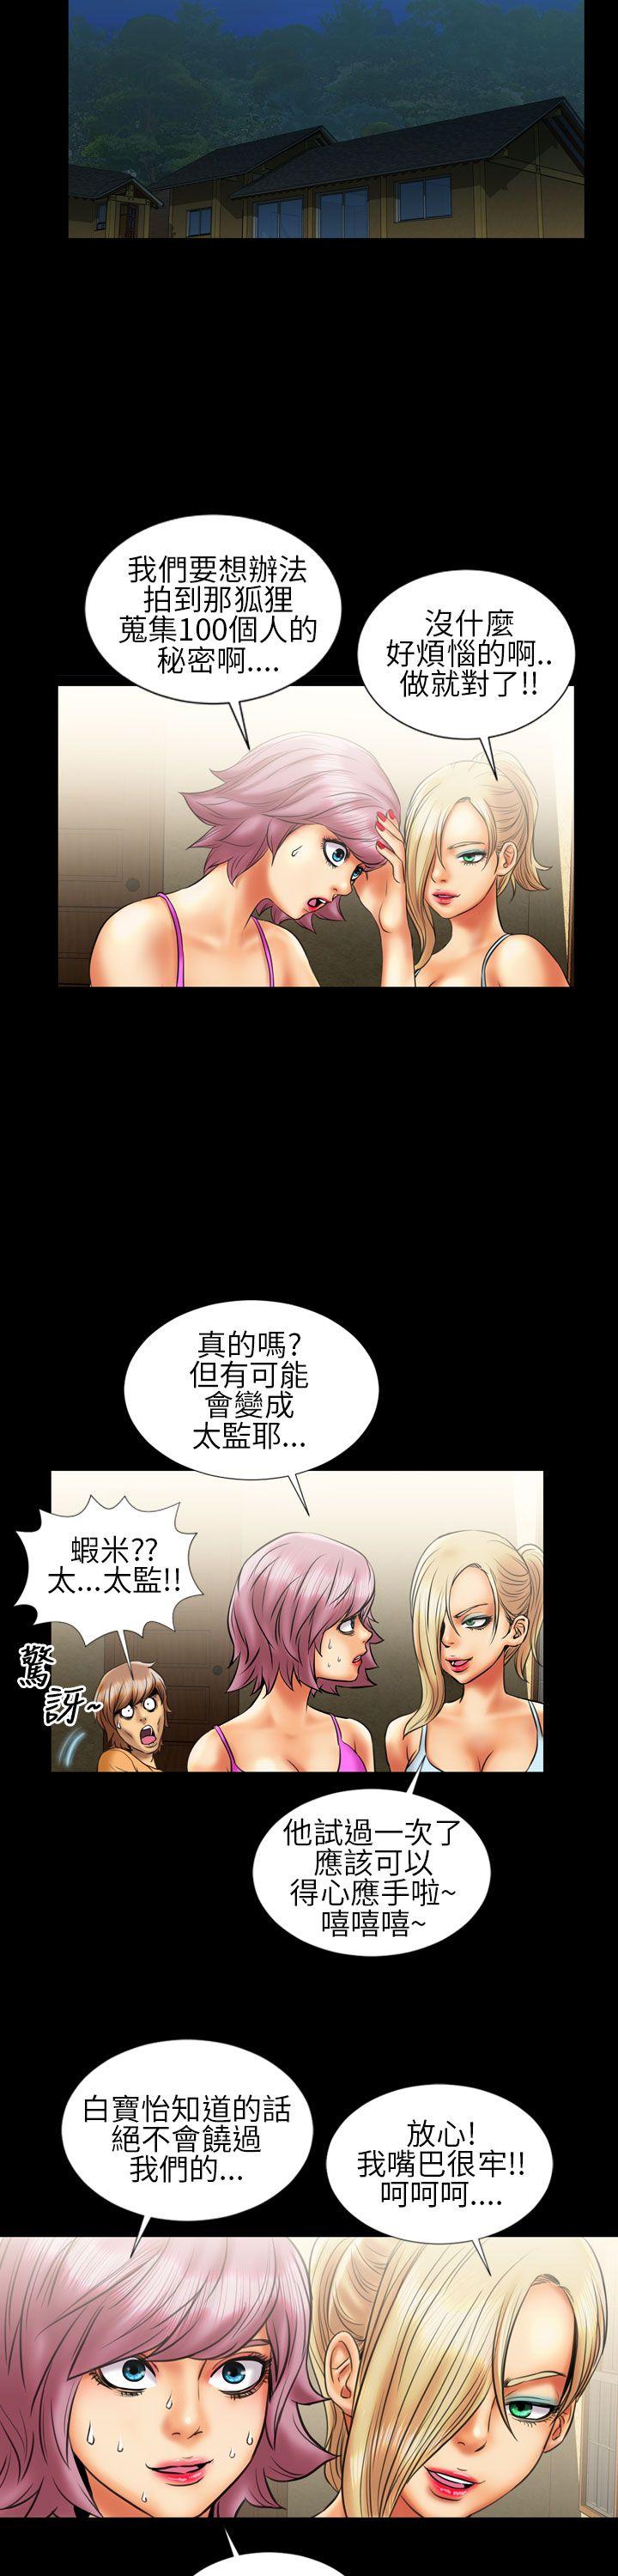 我們要想辦法
拍到那狐狸
蒐集100個人的
秘密啊....
沒什麼
好煩惱的啊..
做就對了!!
真的嗎?
但有可能
會變成
太監耶...
蝦米??
太...太監!!
驚
訝~
他試過一次了
應該可以
得心應手啦~
嘻嘻嘻~
白寶怡知道的話
絕不會饒過
我們的...
放心!
我嘴巴很牢!!
呵呵呵....